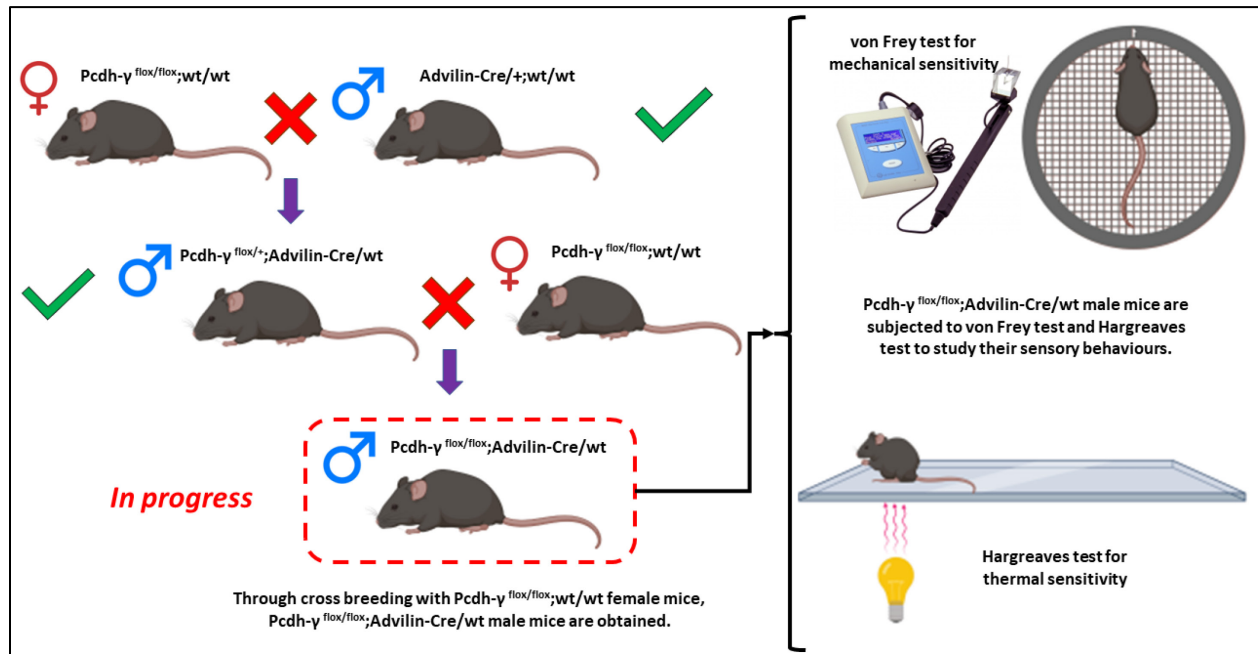 Pcdh-γ flox/flox;wt/wt
Advilin-Cre/+;wt/wt
Pcdh-γ flox/+;Advilin-Cre/wt
Pcdh-γ flox/flox;wt/wt
In progress
Pcdh-γ flox/flox;Advilin-Cre/wt
Through cross breeding with Pcdh-γ flox/flox;wt/wt female mice,
Pcdh-γ flox/flox;Advilin-Cre/wt male mice are obtained.
von Frey test for
mechanical sensitivity
Pcdh-γ flox/flox;Advilin-Cre/wt male mice are
subjected to von Frey test and Hargreaves
test to study their sensory behaviours.
Hargreaves test for
thermal sensitivity